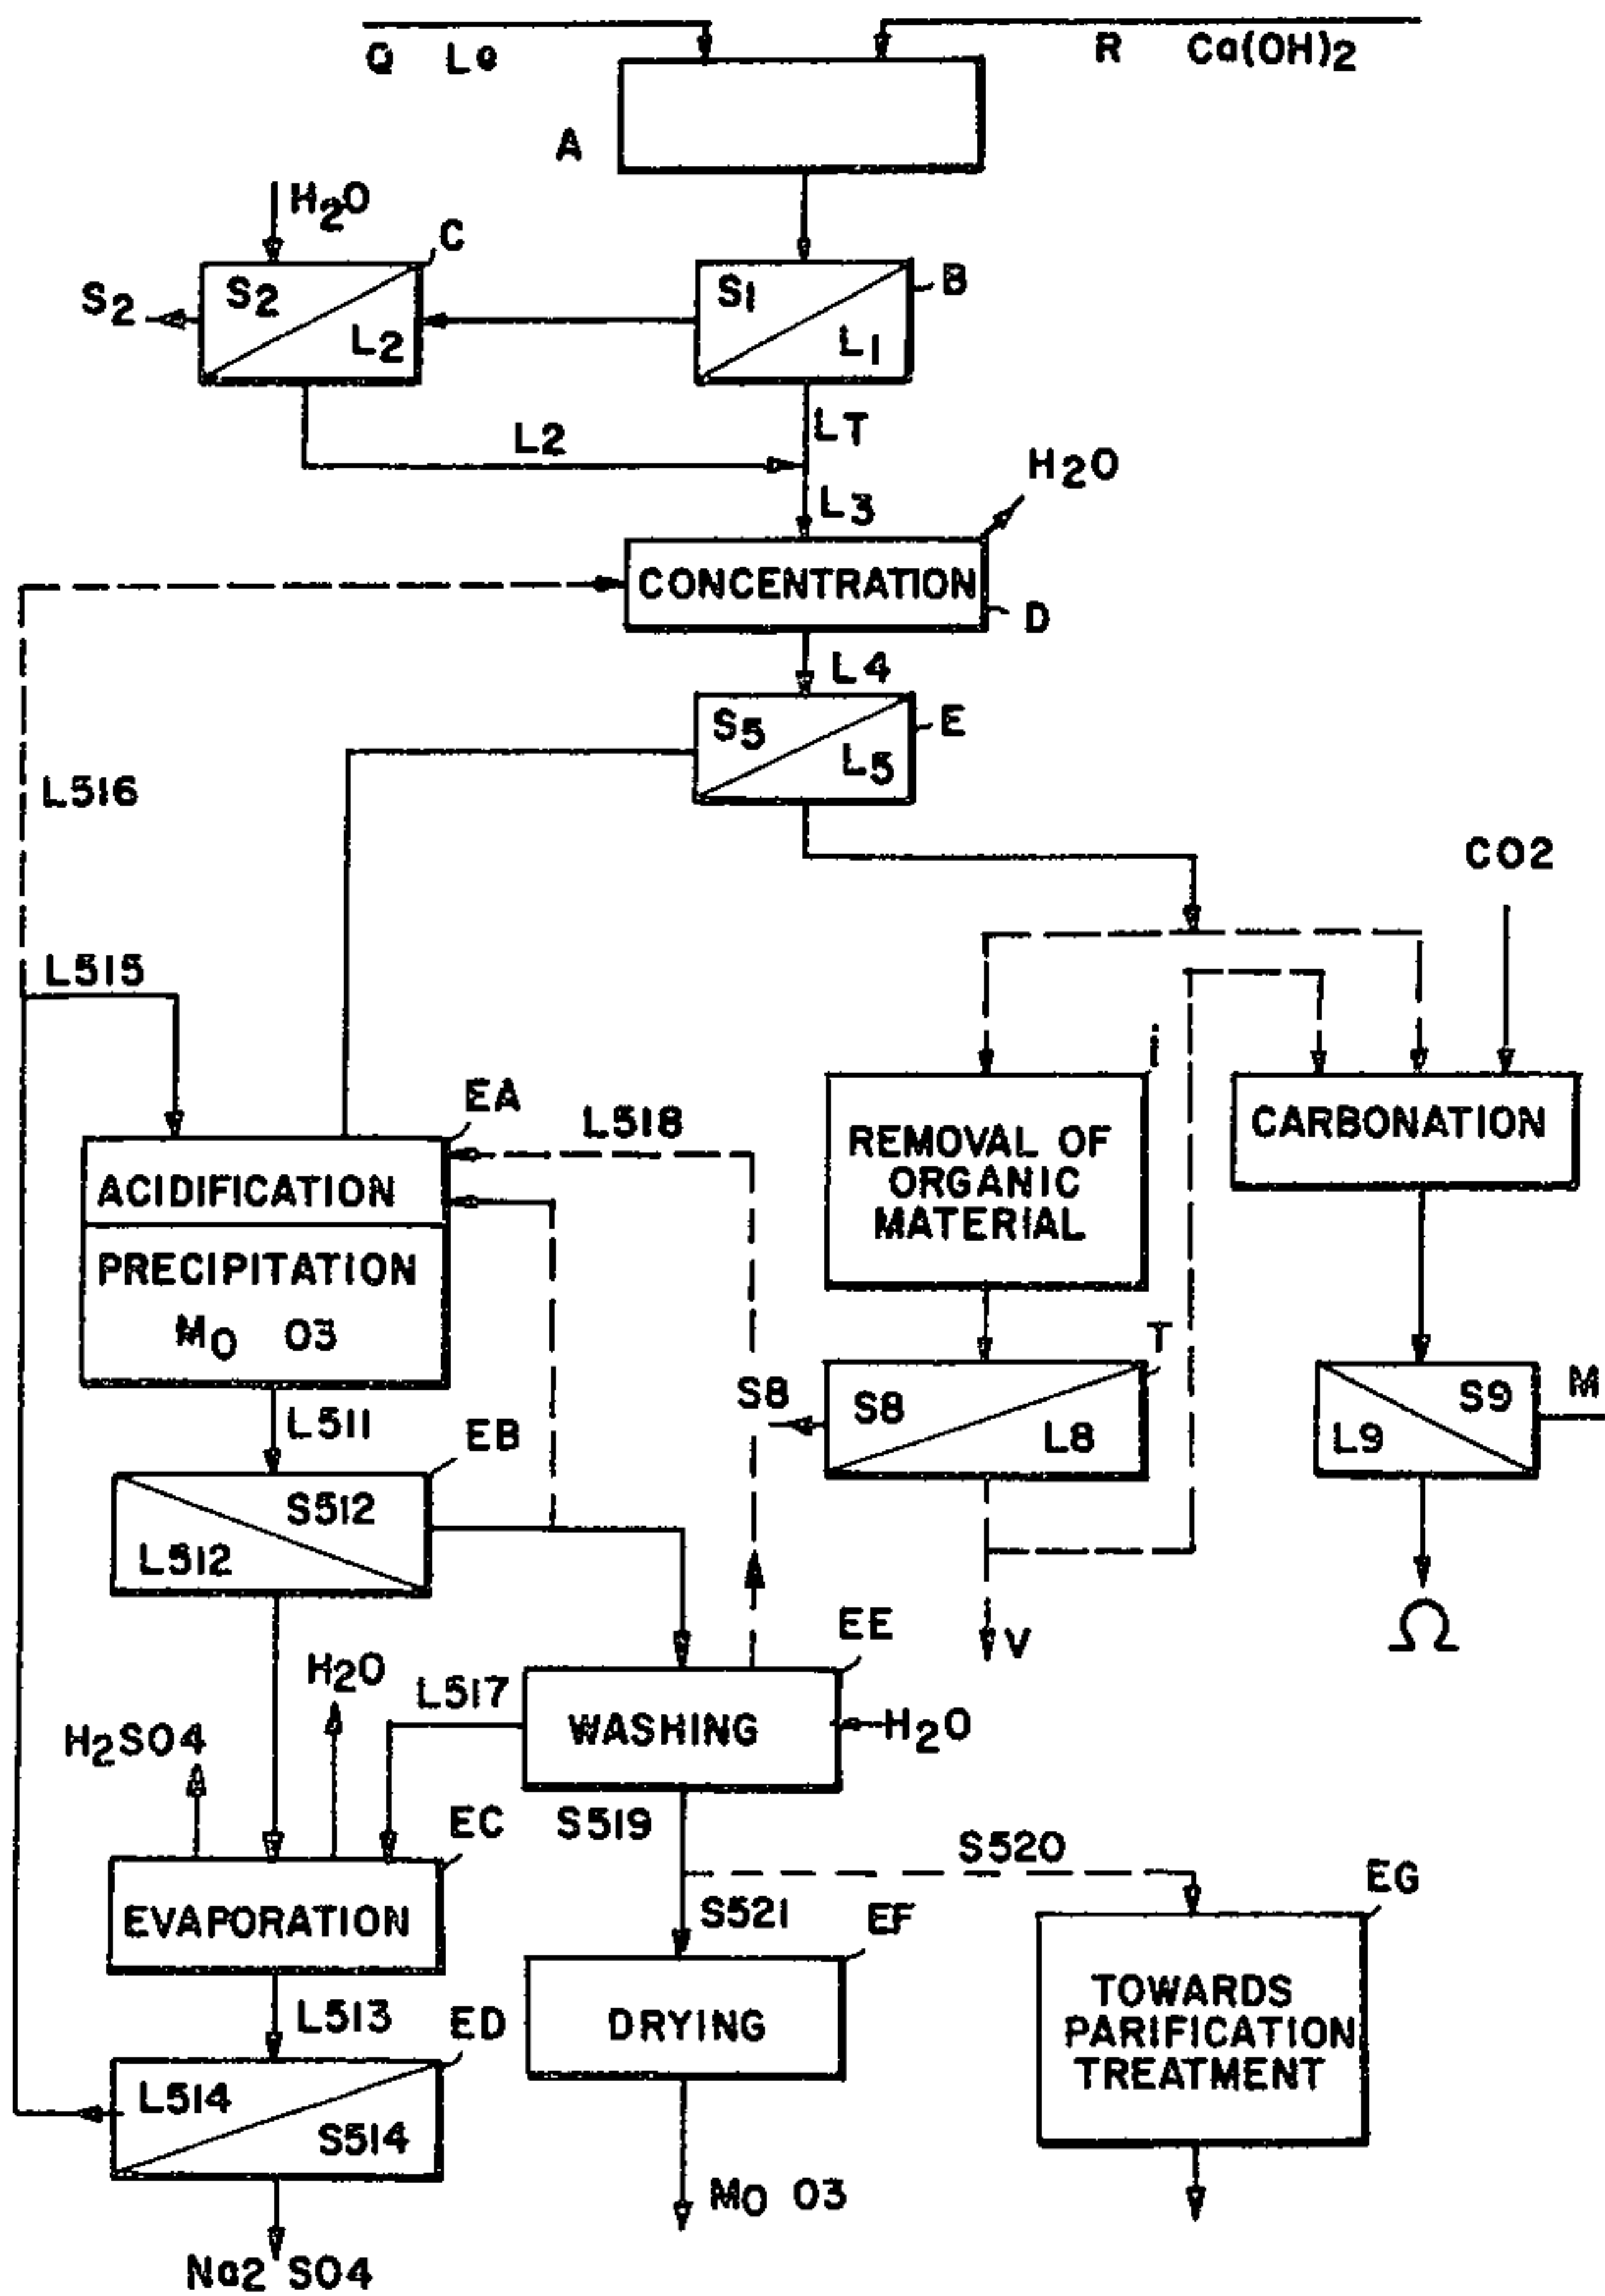 Q Le
R Ca(OH)2
A
H2O
C
B
S2
S2
L2
S1
L1
LT
L2
H2O
L3
CONCENTRATION
D
L4
S5
L5
E
L516
CO2
L515
i
EA
L518
CARBONATION
REMOVAL OF
ORGANIC
MATERIAL
ACIDIFICATION
PRECIPITATION
MO O3
T
S8
S8
L8
S9
L9
M
L511
EB
S512
L512
V
Ω
EE
H2O
L517
H2SO4
WASHING
H2O
S519
EC
S520
EG
EVAPORATION
S521
EF
L513
ED
DRYING
TOWARDS
PARIFICATION
TREATMENT
L514
S514
MO O3
Na2 SO4